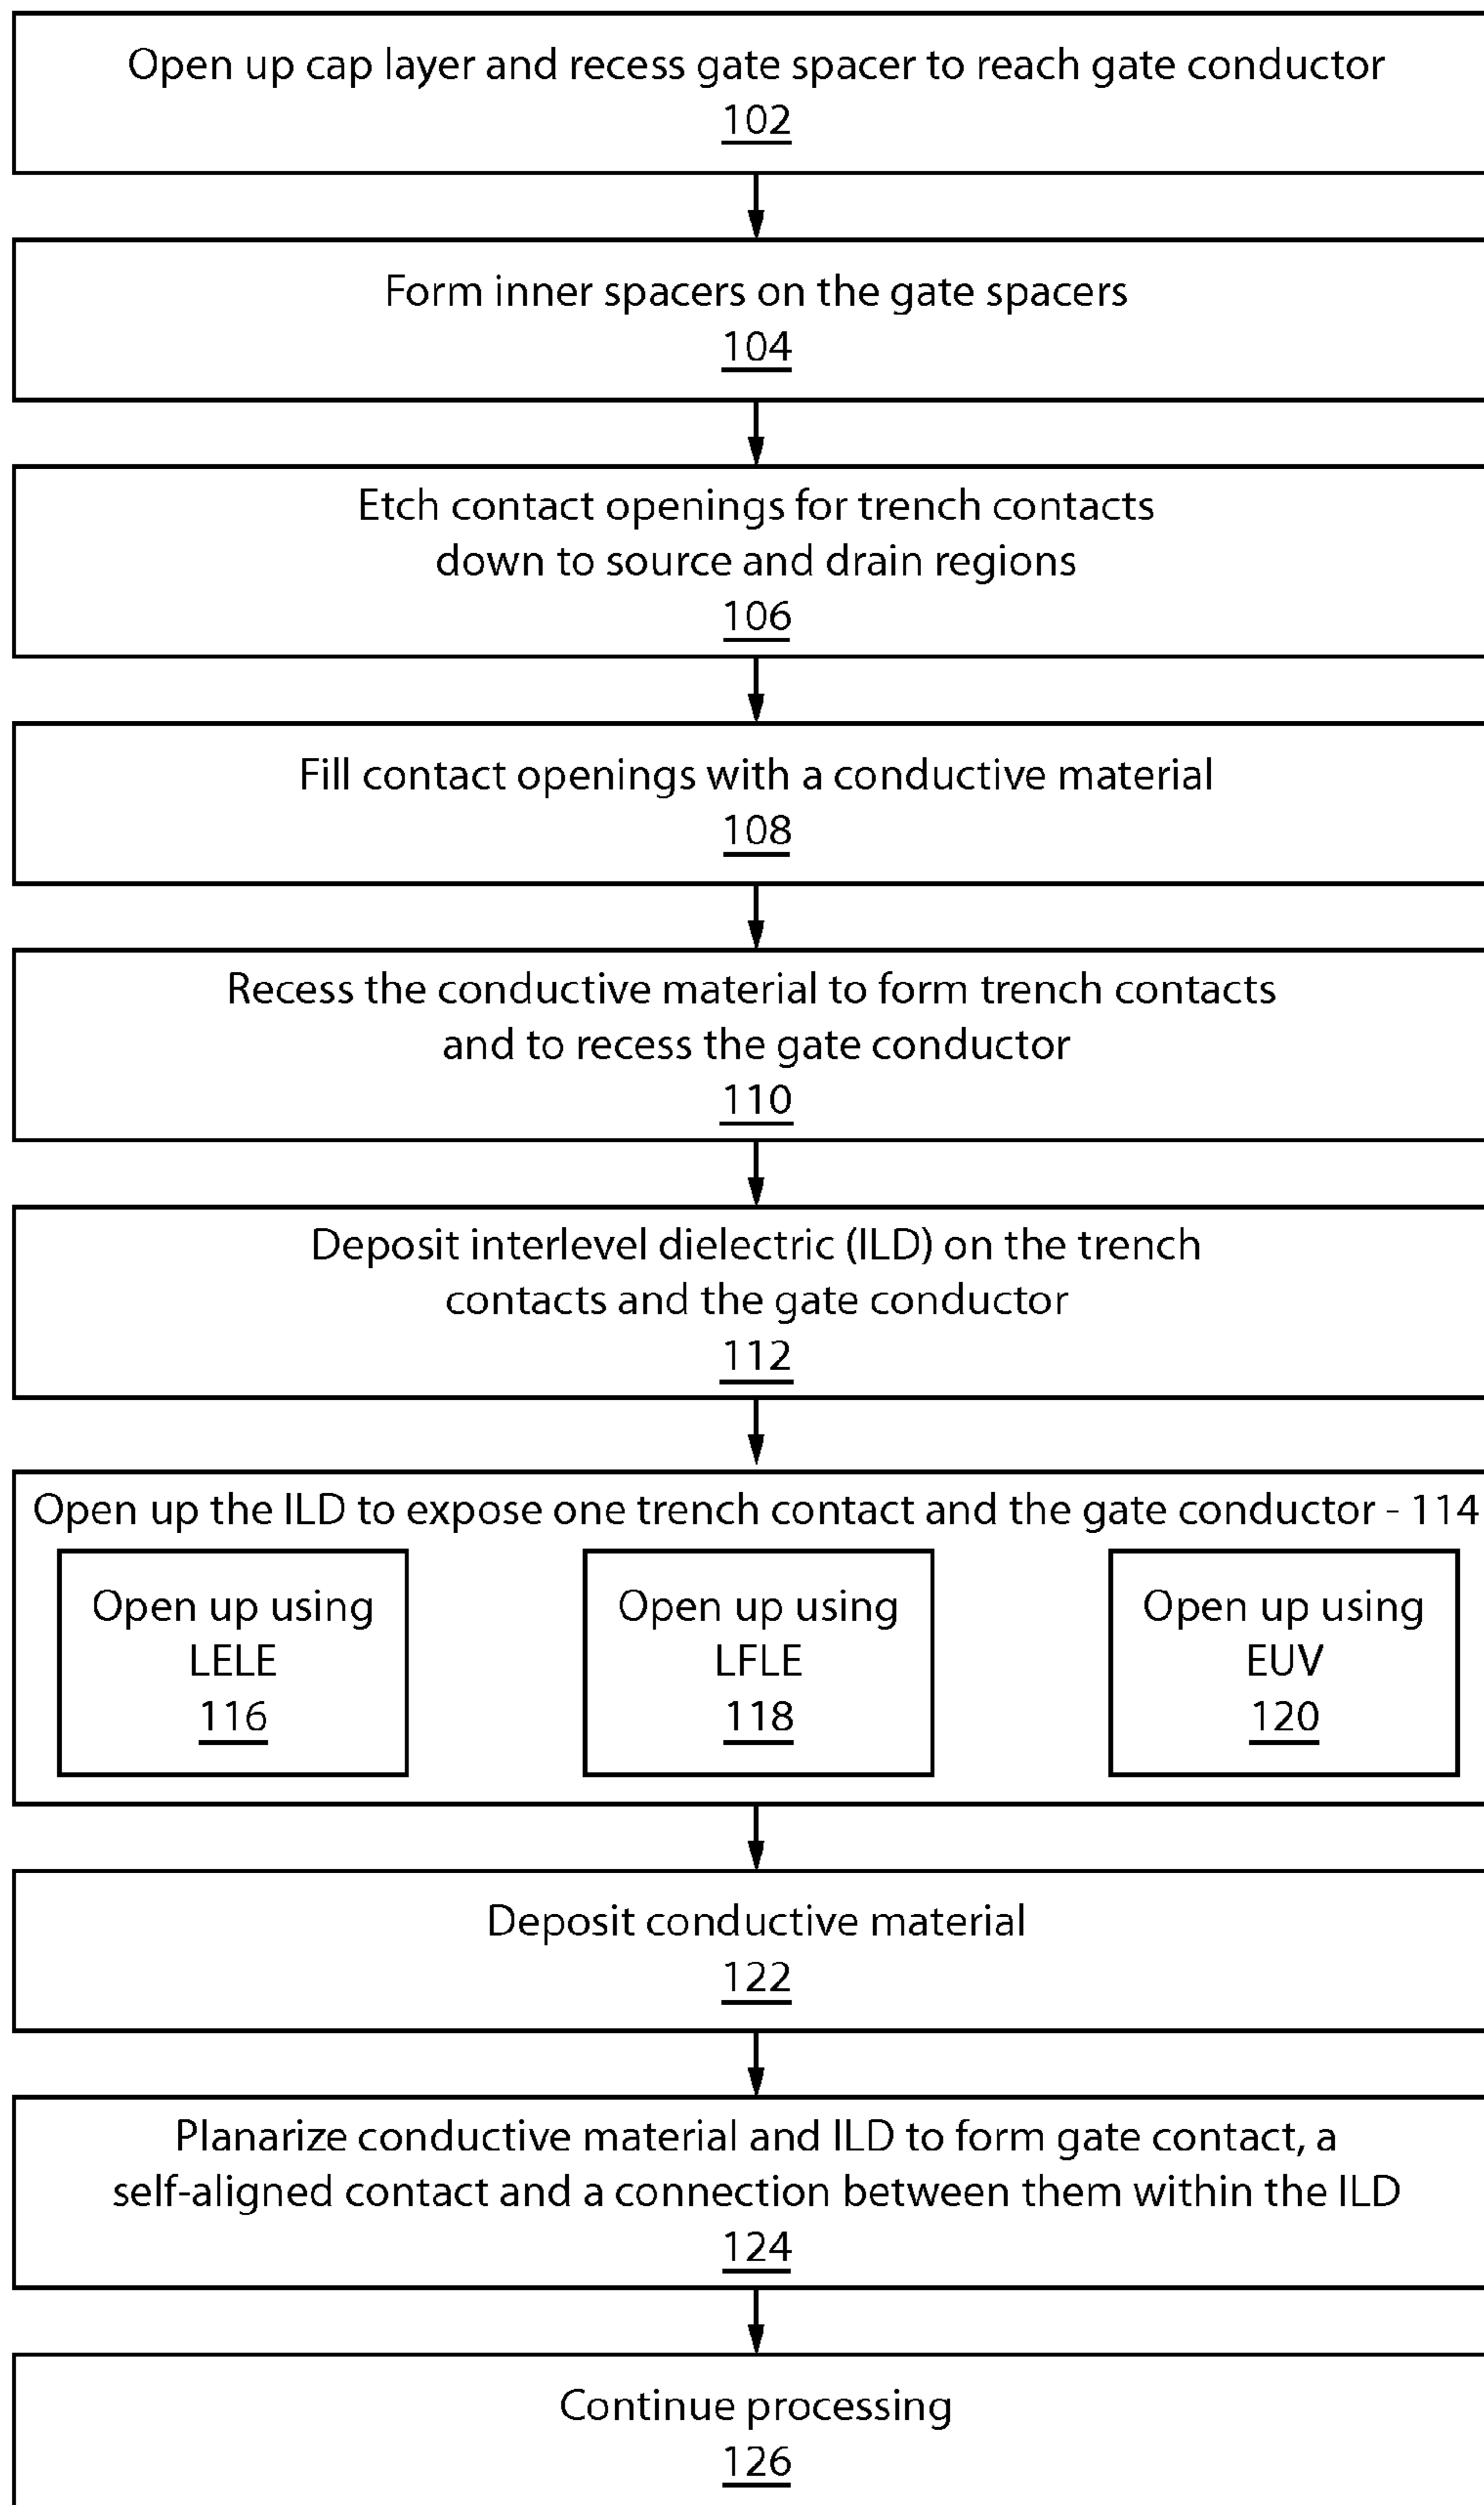 Open up cap layer and recess gate spacer to reach gate conductor
102
Form inner spacers on the gate spacers
104
Etch contact openings for trench contacts
down to source and drain regions
106
Fill contact openings with a conductive material
108
Recess the conductive material to form trench contacts
and to recess the gate conductor
110
Deposit interlevel dielectric (ILD) on the trench
contacts and the gate conductor
112
Open up the ILD to expose one trench contact and the gate conductor - 114
Open up using
LELE
116
Open up using
LFLE
118
Open up using
EUV
120
Deposit conductive material
122
Planarize conductive material and ILD to form gate contact, a
self-aligned contact and a connection between them within the ILD
124
Continue processing
126